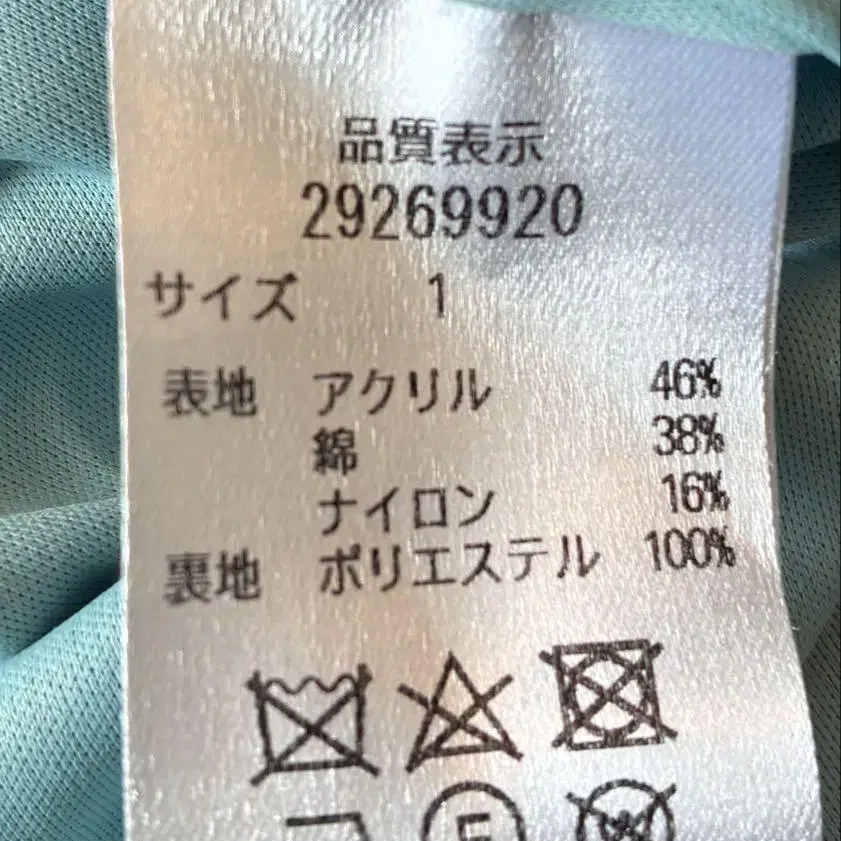 品質表示
29269920
サイズ 1
表地 アクリル 46%
綿 38%
ナイロン 16%
裏地 ポリエステル 100%